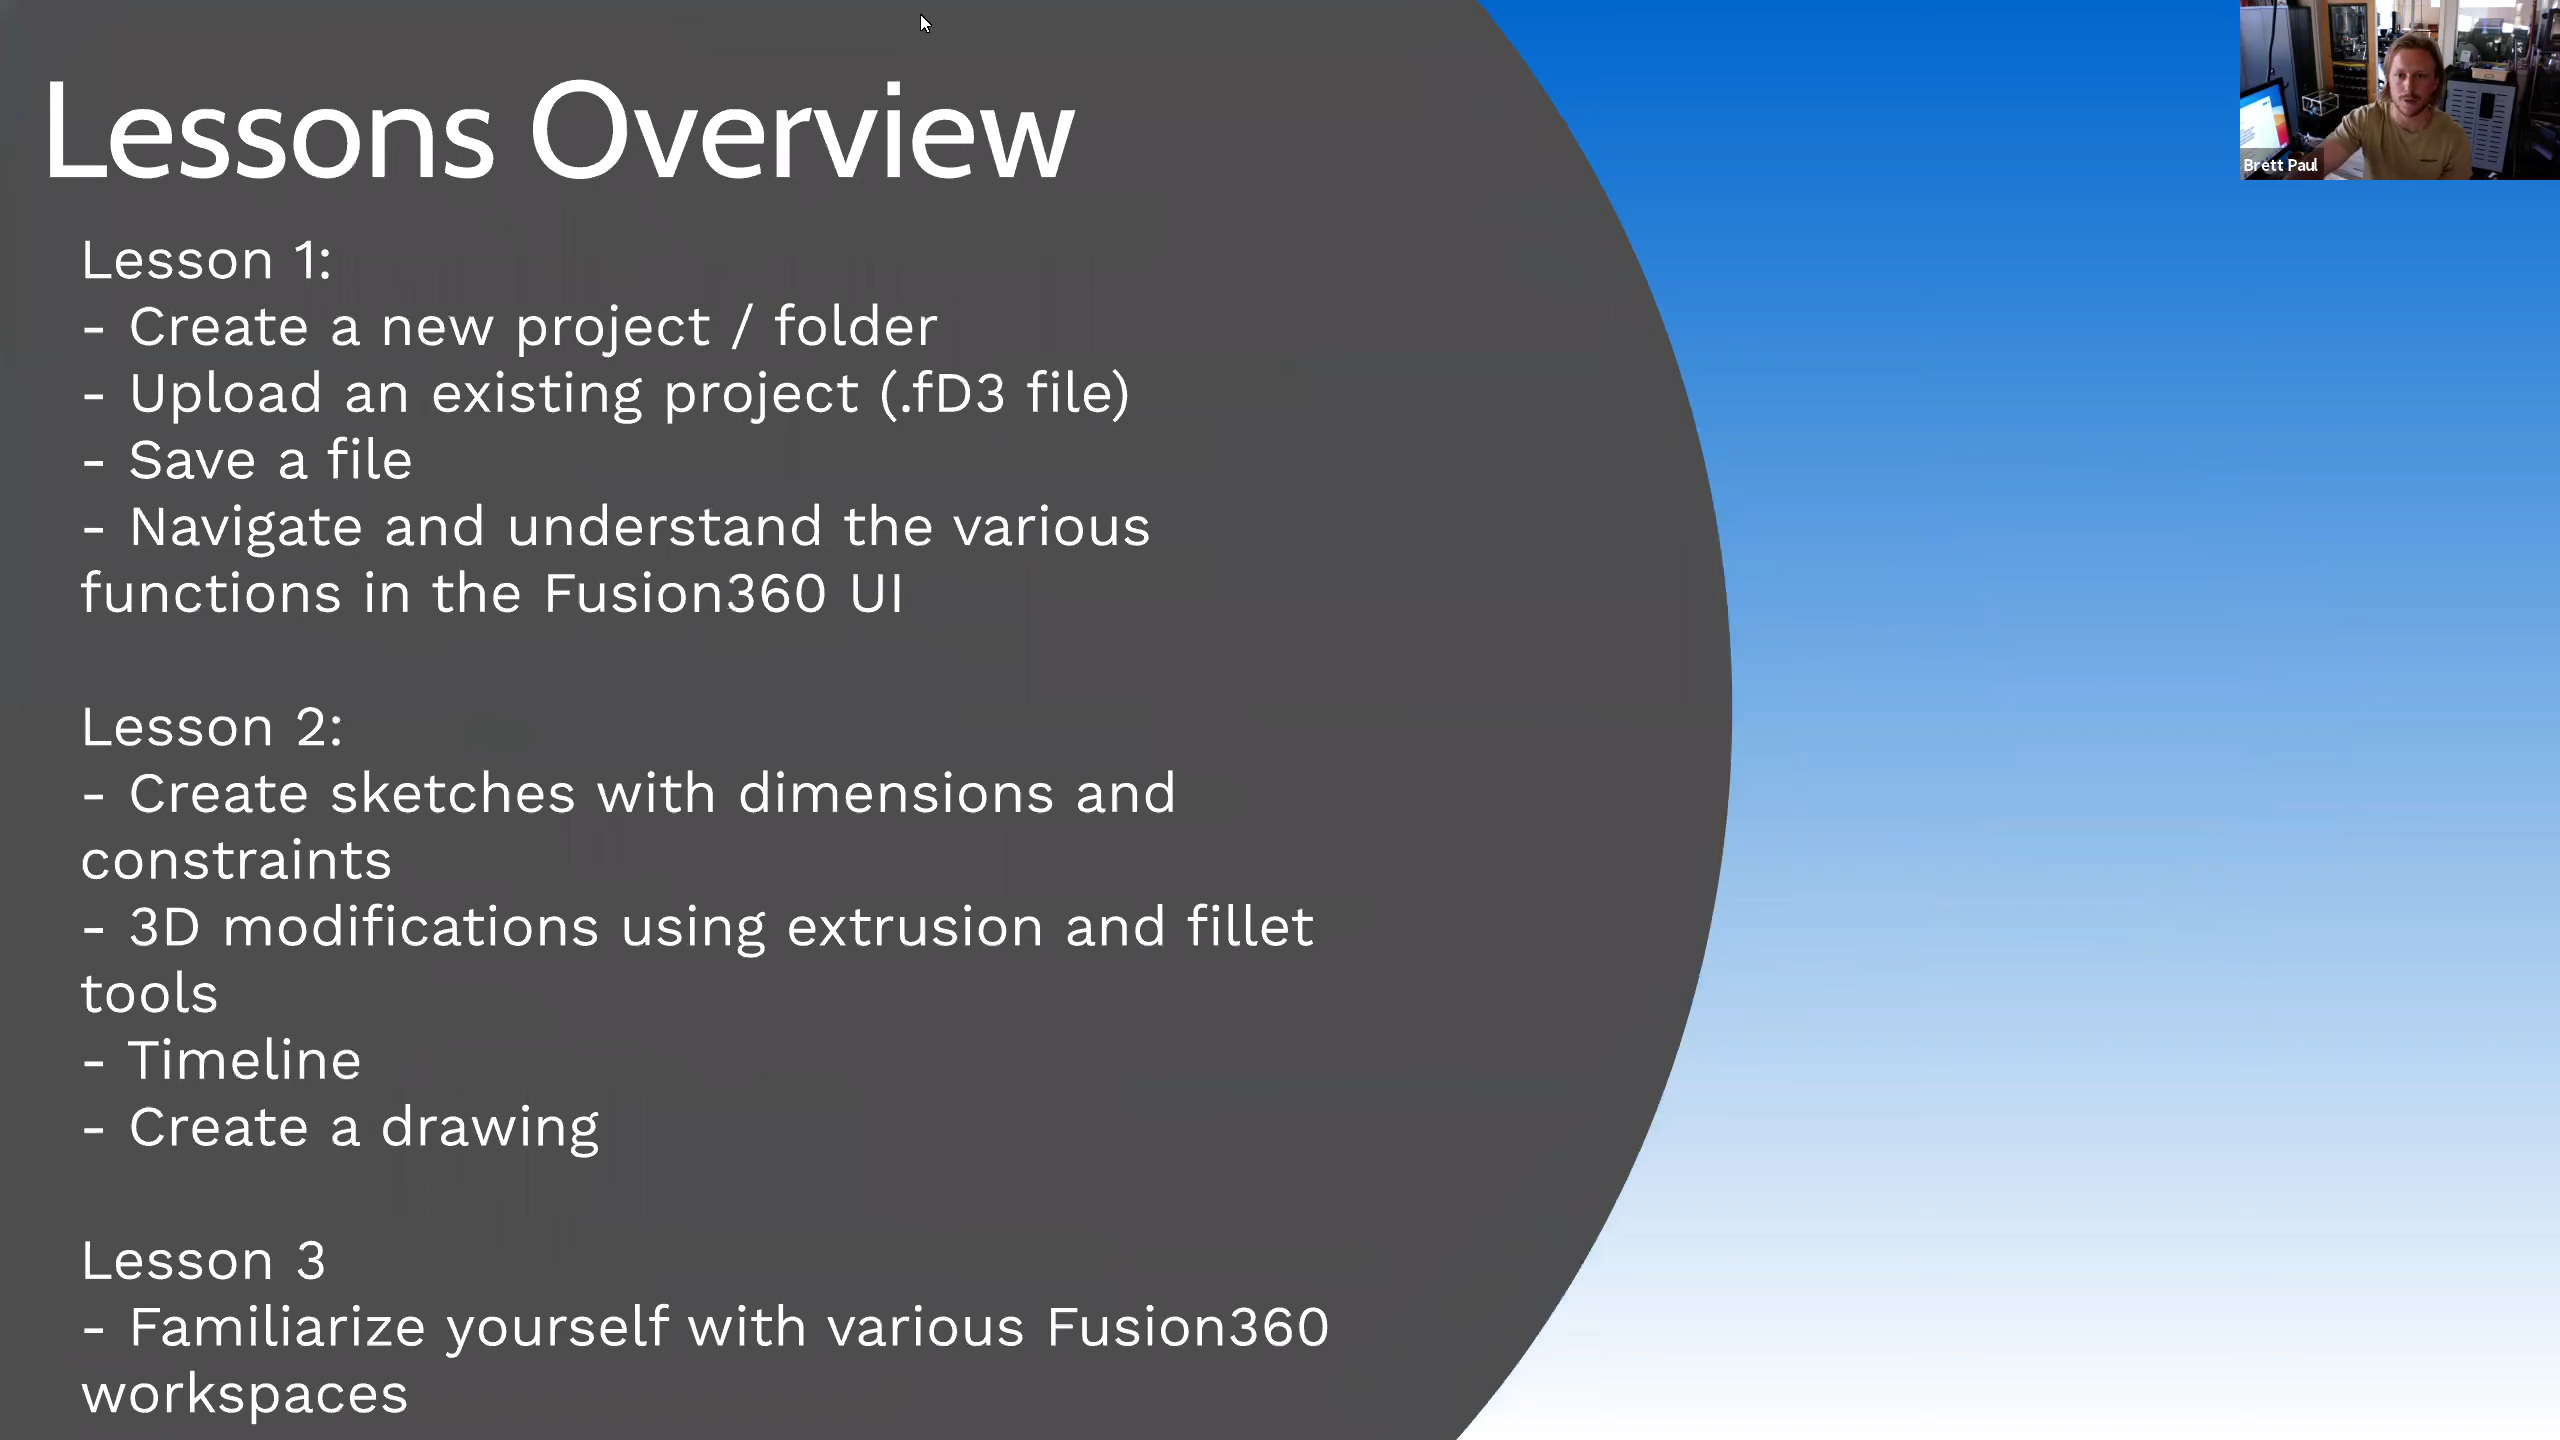 Lessons Overview
Lesson 1:
- Create a new project / folder
- Upload an existing project (.fD3 file)
- Save a file
- Navigate and understand the various
functions in the Fusion360 UI
Lesson 2:
- Create sketches with dimensions and
constraints
- 3D modifications using extrusion and fillet
tools
- Timeline
- Create a drawing
Lesson 3
- Familiarize yourself with various Fusion360
workspaces
Brett Paul